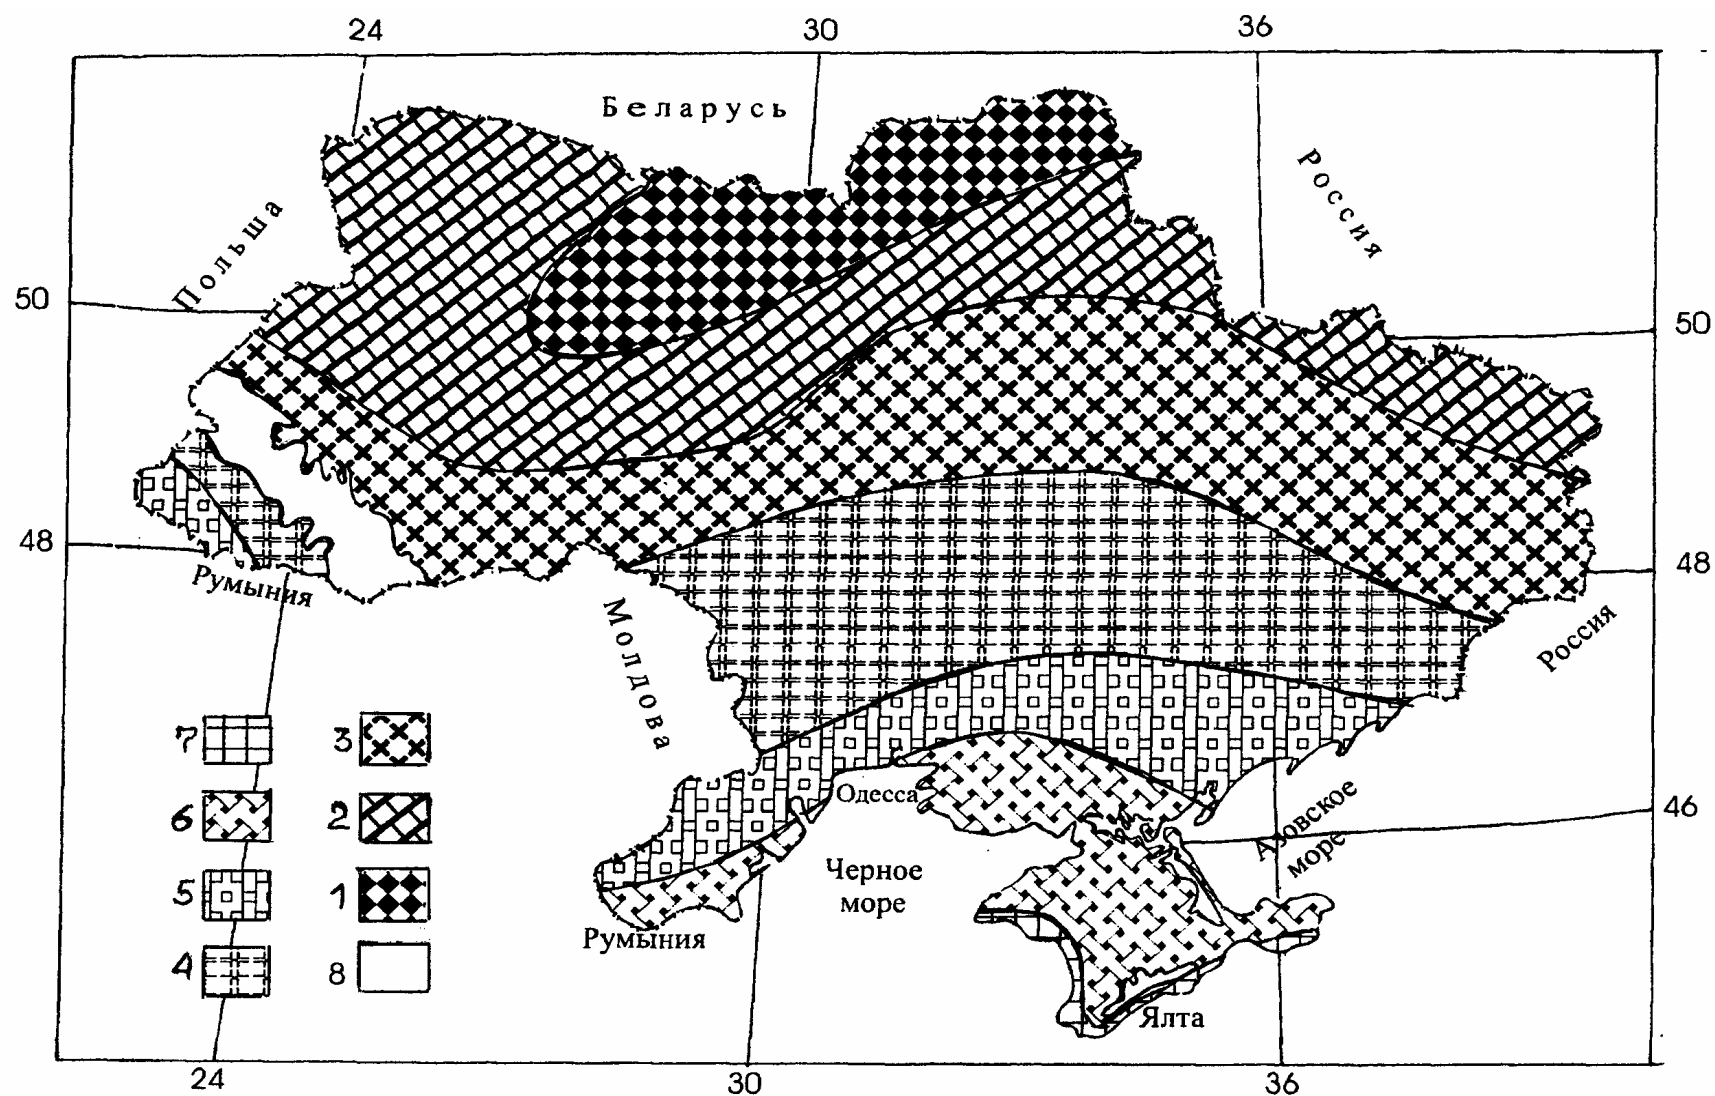 24 30 36
Беларусь
Россия
Польша
50
50
48
48
Румыния
Молдова
Россия
7 3
Одесса
46
6 2
Азовское
море
Черное
море
5 1
Румыния
4 8
Ялта
24 30 36